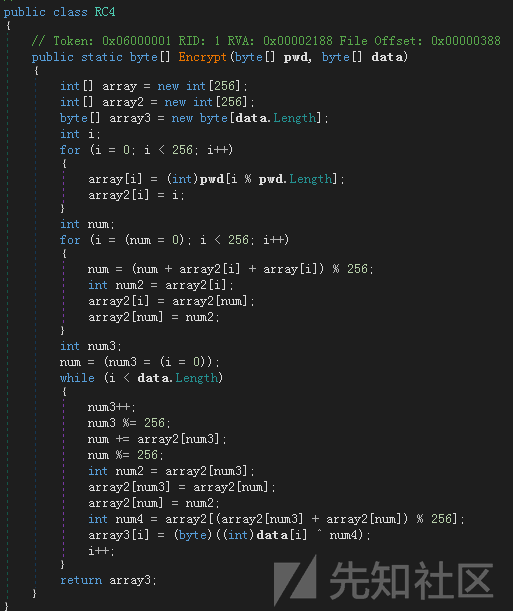 public class RC4
{
    // Token: 0x06000001 RID: 1 RVA: 0x00002188 File Offset: 0x00000388
    public static byte[] Encrypt(byte[] pwd, byte[] data)
    {
        int[] array = new int[256];
        int[] array2 = new int[256];
        byte[] array3 = new byte[data.Length];
        int i;
        for (i = 0; i < 256; i++)
        {
            array[i] = (int)pwd[i % pwd.Length];
            array2[i] = i;
        }
        int num;
        for (i = (num = 0); i < 256; i++)
        {
            num = (num + array2[i] + array[i]) % 256;
            int num2 = array2[i];
            array2[i] = array2[num];
            array2[num] = num2;
        }
        int num3;
        num = (num3 = (i = 0));
        while (i < data.Length)
        {
            num3++;
            num3 %= 256;
            num += array2[num3];
            num %= 256;
            int num2 = array2[num3];
            array2[num3] = array2[num];
            array2[num] = num2;
            int num4 = array2[(array2[num3] + array2[num]) % 256];
            array3[i] = (byte)((int)data[i] ^ num4);
            i++;
        }
        return array3;
    }
}
先知社区